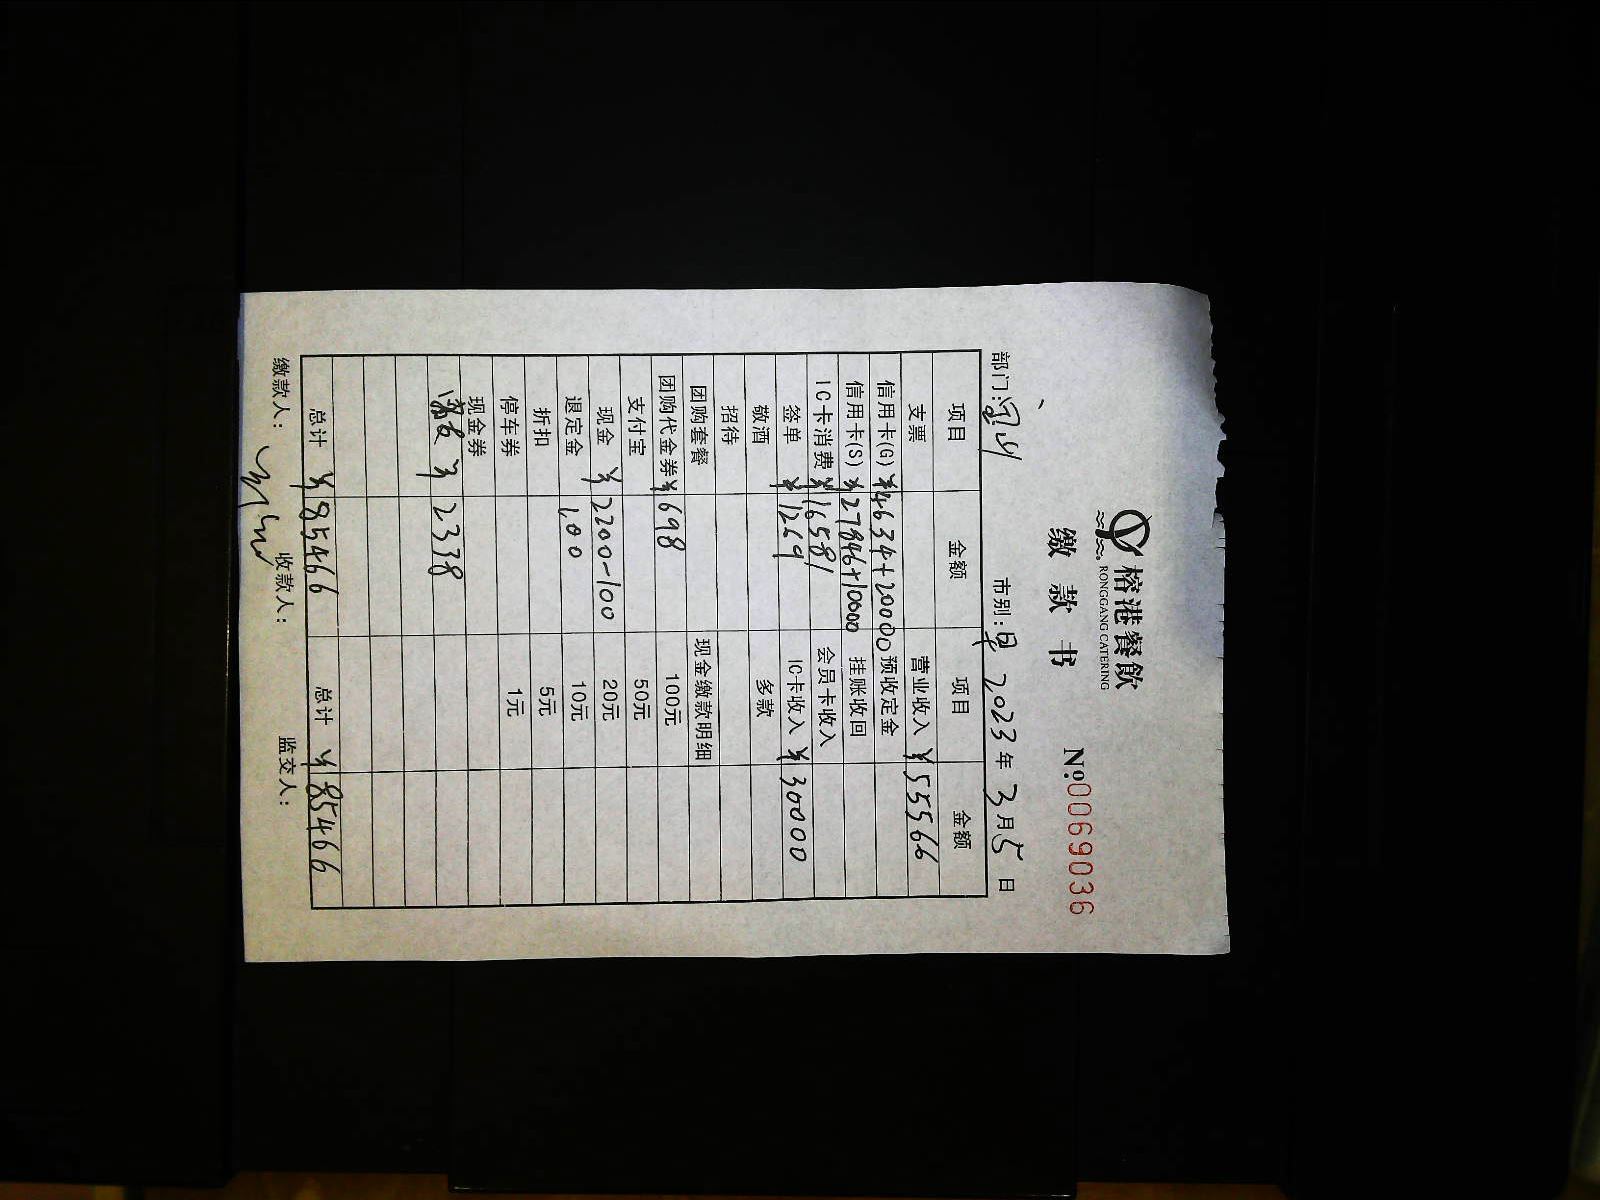 榕港餐飲
RONGGANG CATERING
缴款书
№00690036
部门: 市别:早 2023年3月5日
项目 金额 项目 金额
支票 营业收入 ¥55566
信用卡(G) ¥4634+20000 预收定金
信用卡(S) ¥27846+10000 挂账收回
IC卡消费 ¥16581 会员卡收入
签单 ¥1269 IC卡收入 ¥30000
敬酒 多款
招待
团购套餐 现金缴款明细
团购代金券 ¥698 100元
支付宝 50元
现金 ¥2200-100 20元
退定金 100 10元
折扣 5元
停车券 1元
现金券
¥2338
总计 ¥85466 总计 ¥85466
缴款人: 收款人: 监交人: